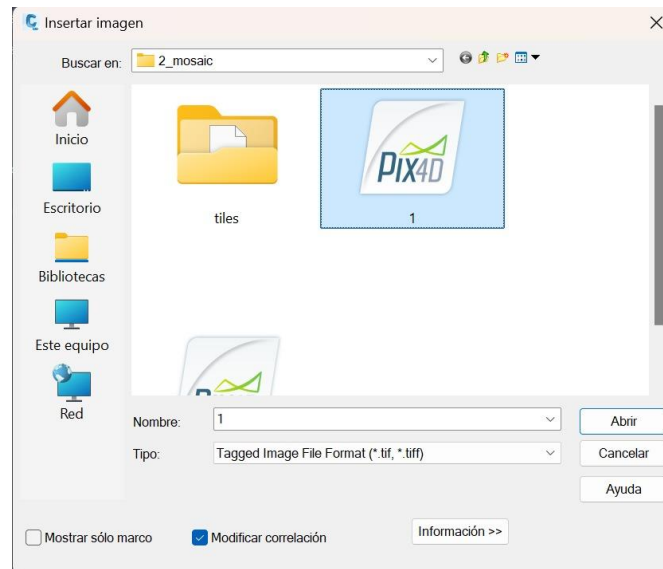 Insertar imagen
Buscar en: 2_mosaic
Inicio
Escritorio
Bibliotecas
Este equipo
Red
tiles
PIX4D
1
Nombre: 1
Tipo: Tagged Image File Format (*.tif, *.tiff)
Abrir
Cancelar
Ayuda
Mostrar sólo marco
Modificar correlación
Información >>